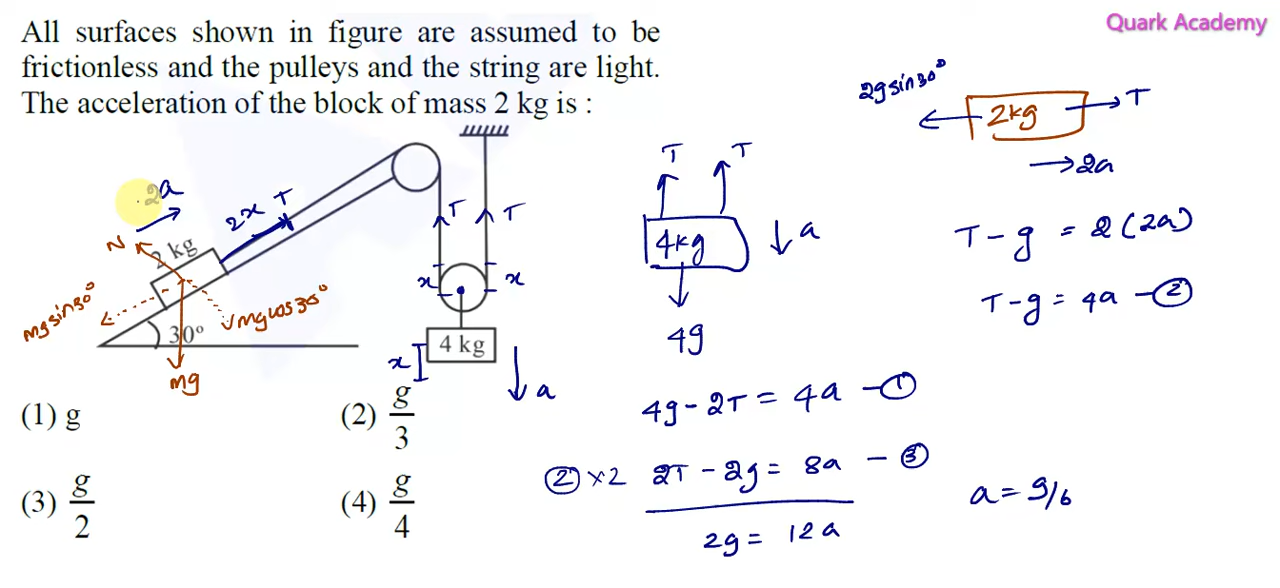 Quark Academy
All surfaces shown in figure are assumed to be
frictionless and the pulleys and the string are light.
The acceleration of the block of mass 2 kg is :
2a
2x T
N
2 kg
mg sin30°
mg cos30°
30°
mg
T T
x x
4 kg
x
a
(1) g
(2) g/3
(3) g/2
(4) g/4
T T
4kg
a
4g
4g - 2T = 4a - ①
② × 2 2T - 2g = 8a - ③
2g = 12a
2g sin30°
2kg
T
2a
T - g = 2(2a)
T - g = 4a - ②
a = g/6